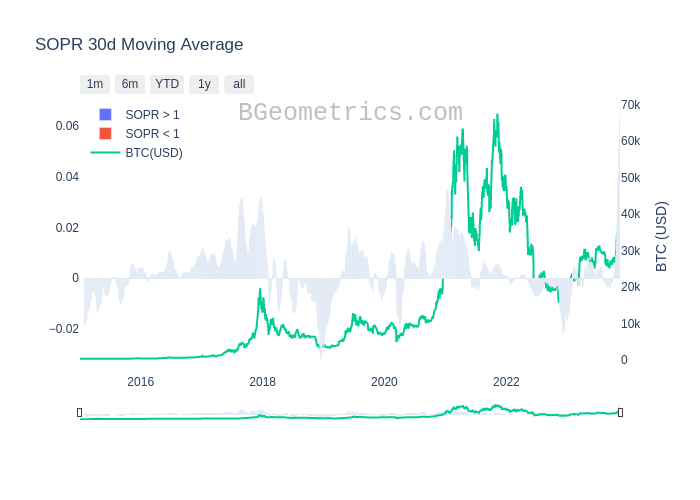 SOPR 30d Moving Average
1m 6m YTD 1y all
BGeometrics.com
SOPR > 1
SOPR < 1
BTC(USD)
0.06
0.04
0.02
0
−0.02
70k
60k
50k
40k
30k
20k
10k
0
BTC (USD)
2016 2018 2020 2022